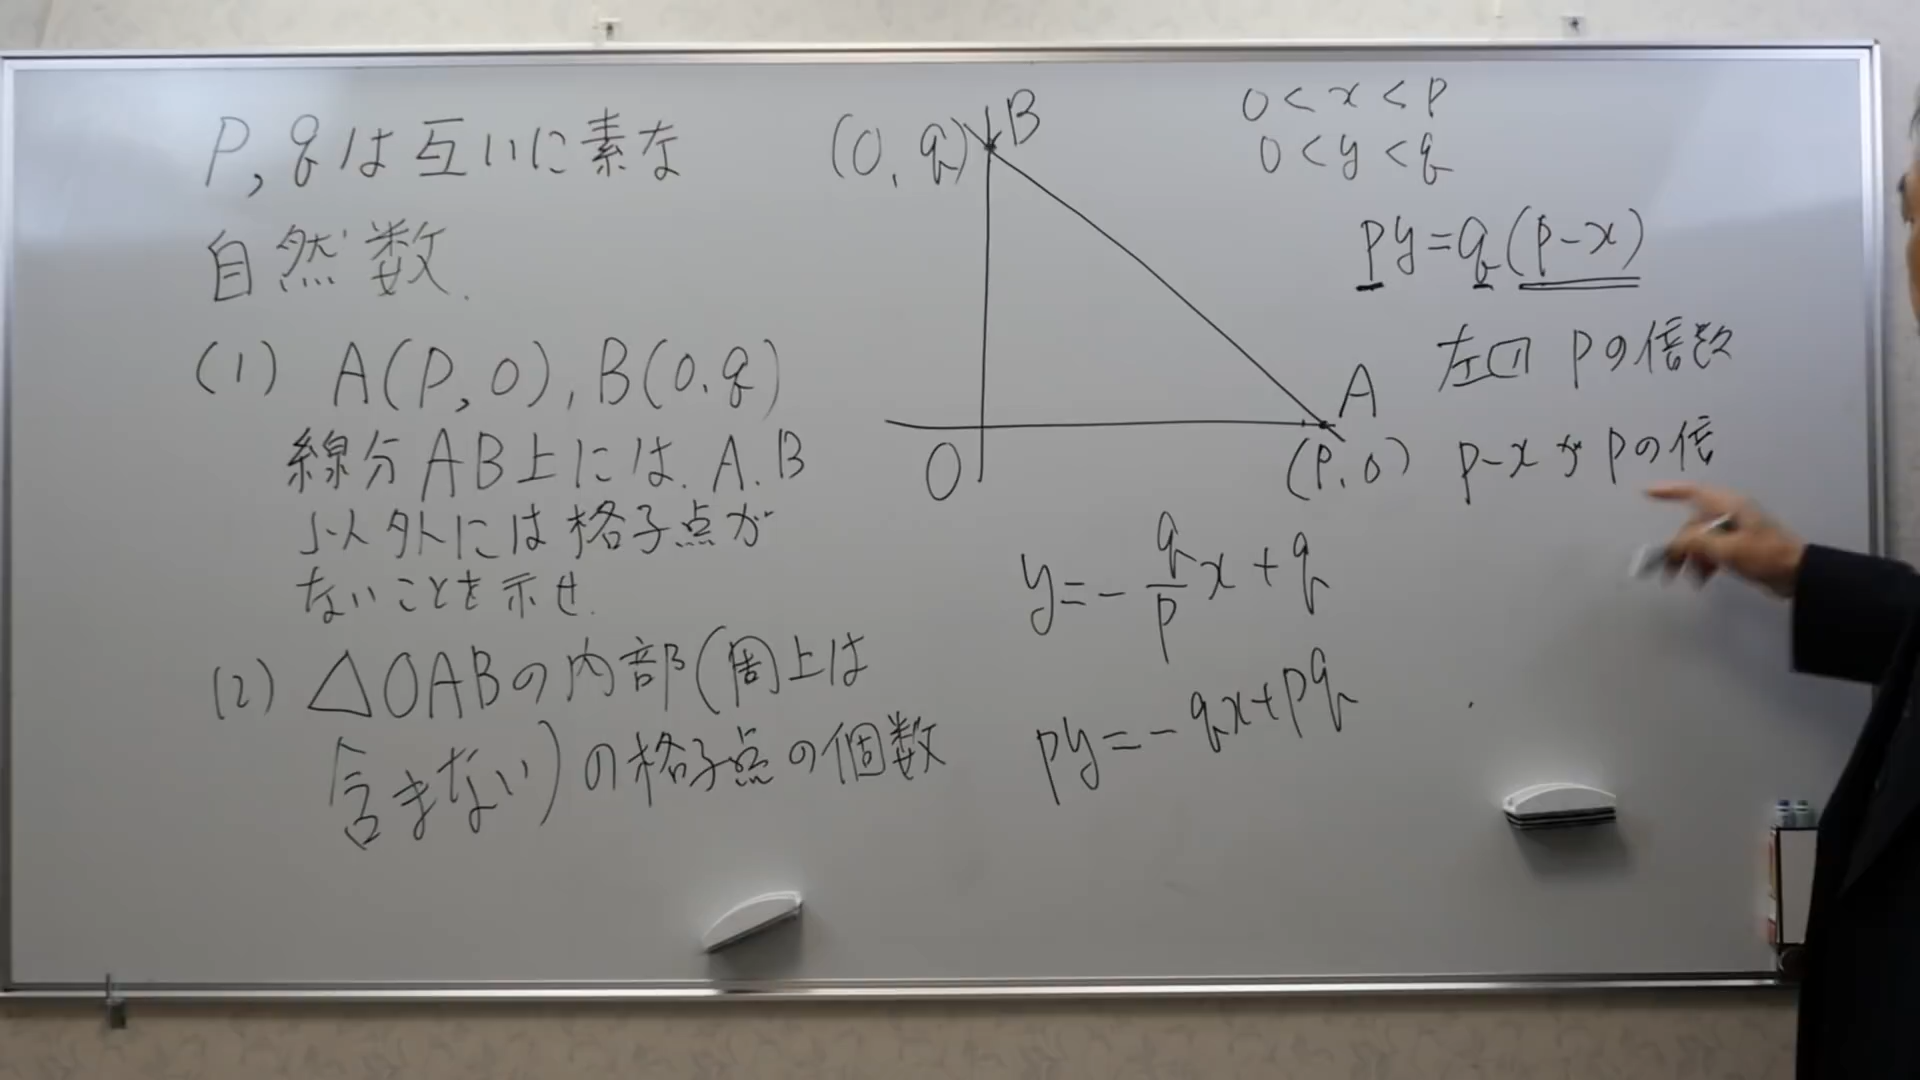 P, qは互いに素な
自然数.
(1) A(P, 0), B(0, q)
線分AB上には. A. B
以外には格子点が
ないことを示せ.
(2) △OABの内部(周上は
含まない)の格子点の個数
(0, q) B
O
A
(P, 0)
y = - q/p x + q
py = - qx + pq
0 < x < p
0 < y < q
py = q(p-x)
左辺 pの倍数
p-xがpの倍